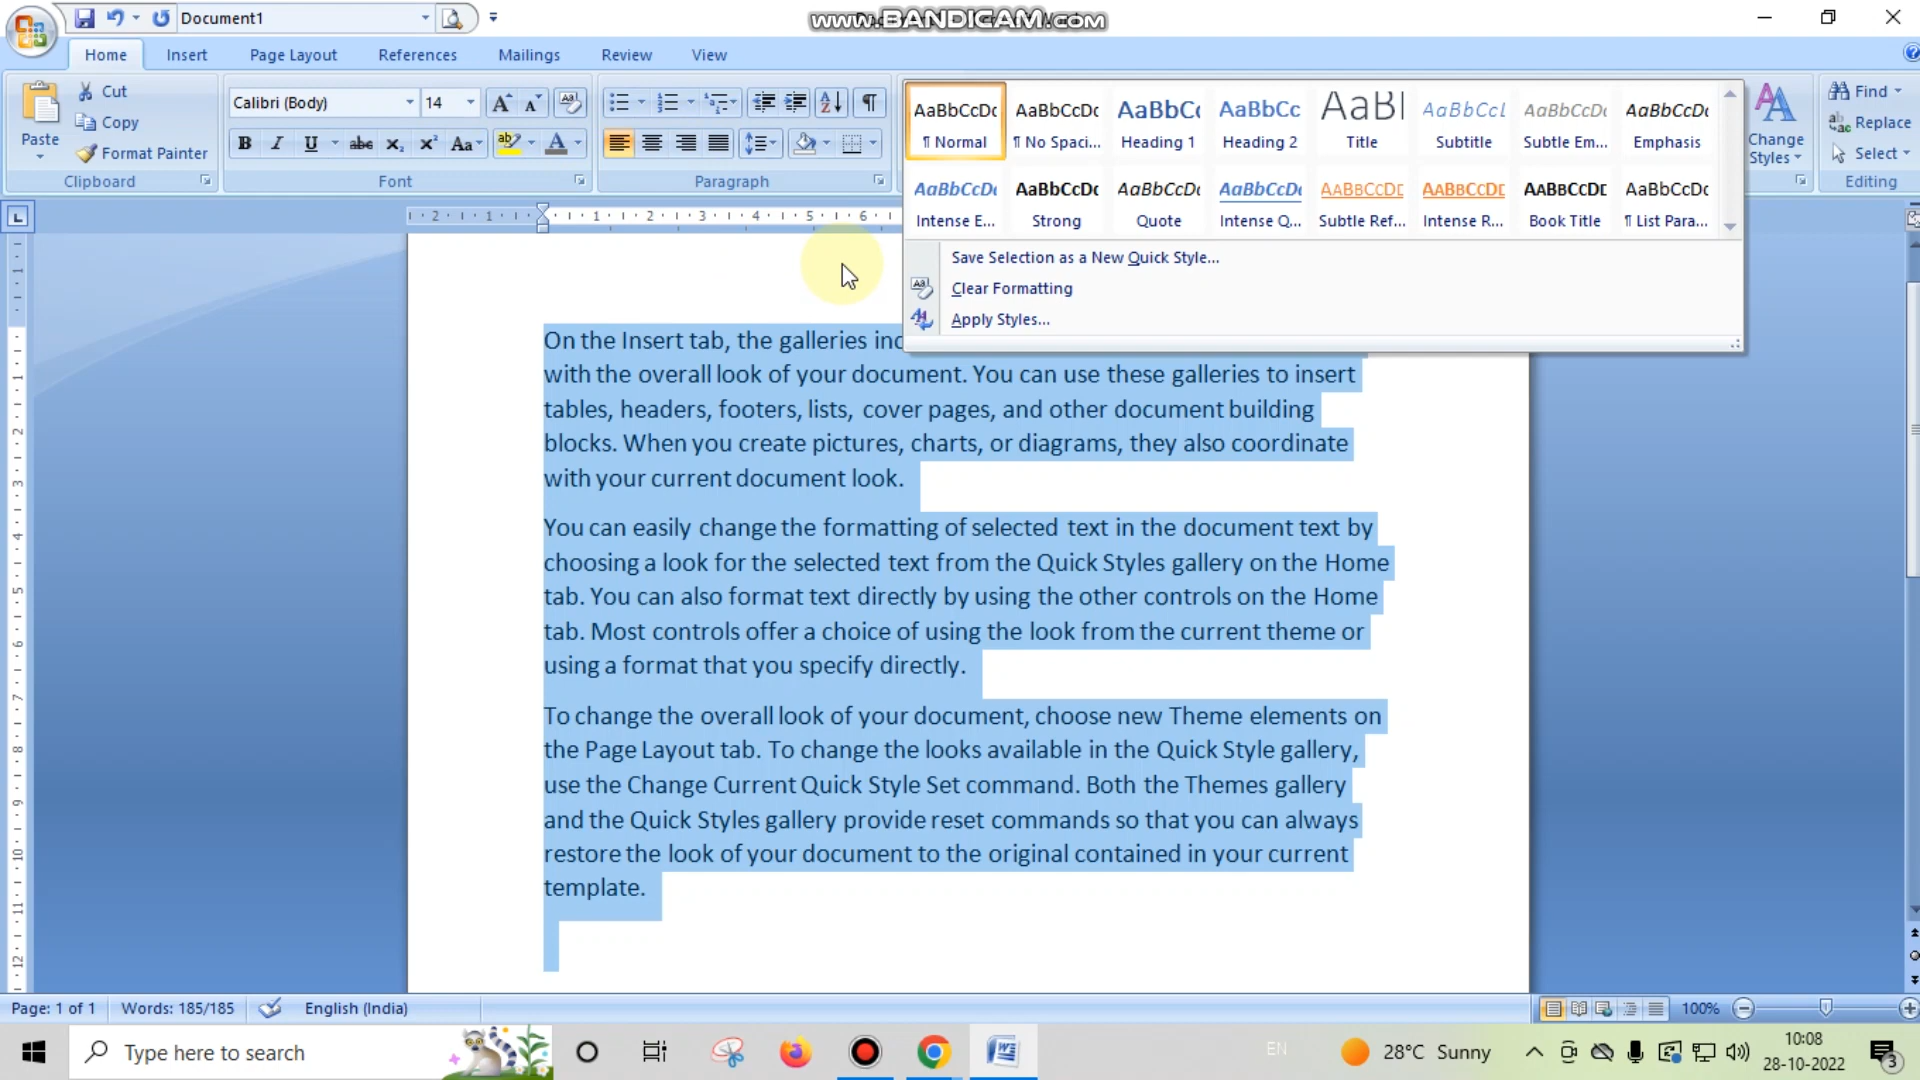 Document1
www.BANDICAM.com
Home Insert Page Layout References Mailings Review View
Paste
Cut
Copy
Format Painter
Clipboard
Calibri (Body) 14
Font
Paragraph
AaBbCcDc AaBbCcDc AaBbCc AaBbCc AaBl AaBbCcL AaBbCcDc AaBbCcDc
¶ Normal ¶ No Spaci... Heading 1 Heading 2 Title Subtitle Subtle Em... Emphasis
AaBbCcDc AaBbCcDc AaBbCcDc AaBbCcDc AaBbCcDc AaBbCcDc AaBbCcDc AaBbCcDc
Intense E... Strong Quote Intense Q... Subtle Ref... Intense R... Book Title ¶ List Para...
Save Selection as a New Quick Style...
Clear Formatting
Apply Styles...
Change
Styles
Find
Replace
Select
Editing
On the Insert tab, the galleries
with the overall look of your document. You can use these galleries to insert
tables, headers, footers, lists, cover pages, and other document building
blocks. When you create pictures, charts, or diagrams, they also coordinate
with your current document look.
You can easily change the formatting of selected text in the document text by
choosing a look for the selected text from the Quick Styles gallery on the Home
tab. You can also format text directly by using the other controls on the Home
tab. Most controls offer a choice of using the look from the current theme or
using a format that you specify directly.
To change the overall look of your document, choose new Theme elements on
the Page Layout tab. To change the looks available in the Quick Style gallery,
use the Change Current Quick Style Set command. Both the Themes gallery
and the Quick Styles gallery provide reset commands so that you can always
restore the look of your document to the original contained in your current
template.
Page: 1 of 1 Words: 185/185 English (India) 100%
Type here to search
EN
28°C Sunny
10:08
28-10-2022
3